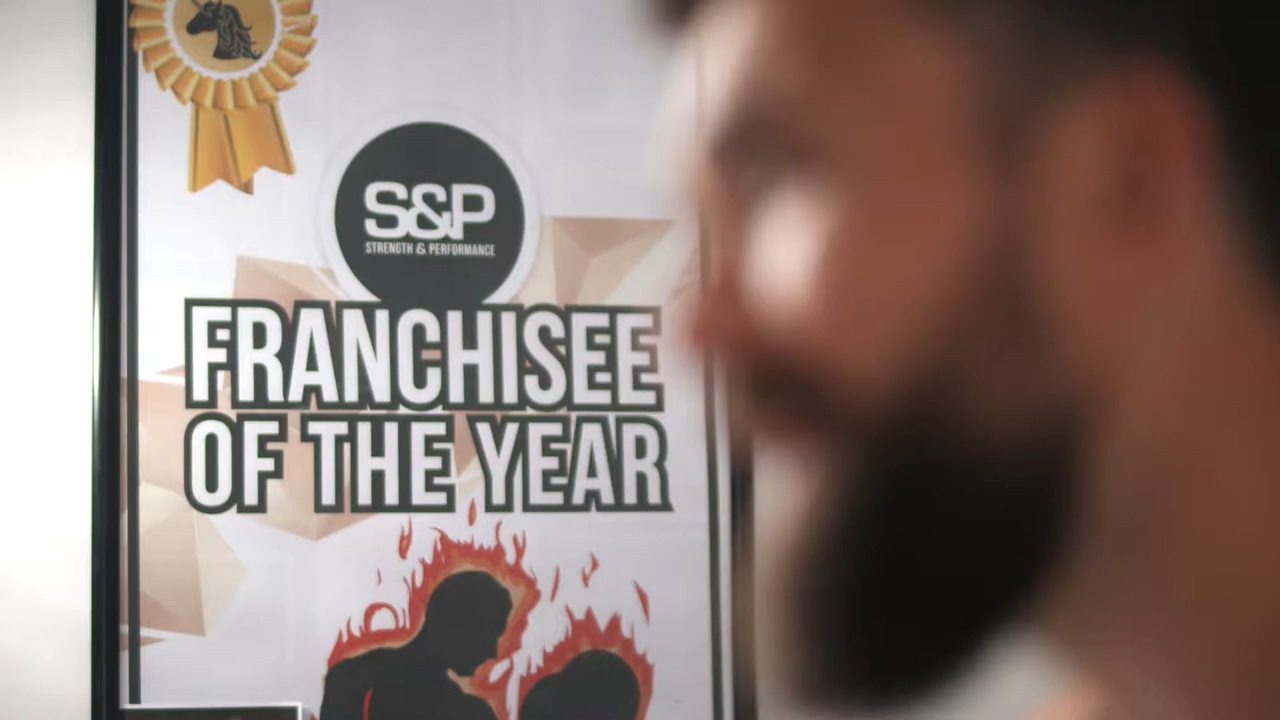 S&P
STRENGTH & PERFORMANCE
FRANCHISEE
OF THE YEAR